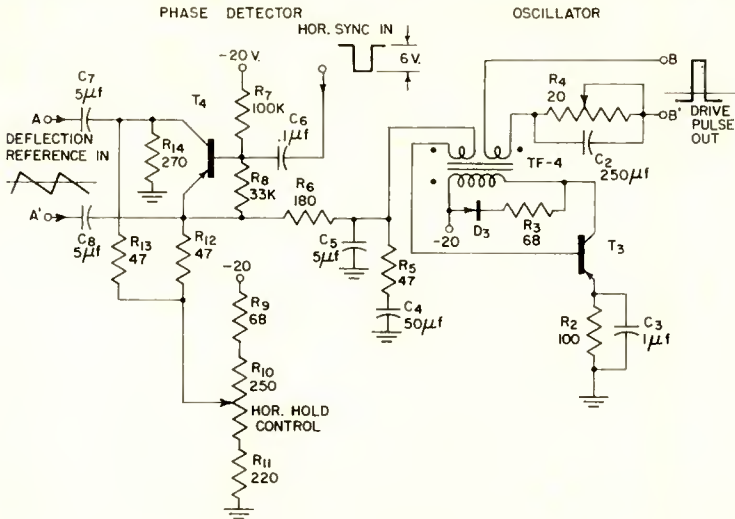 PHASE DETECTOR
OSCILLATOR
HOR. SYNC IN
6V.
-20 V.
C7
5µf
T4
R7
100K
C6
.1µf
A
DEFLECTION
REFERENCE IN
A'
R14
270
R8
33K
R6
180
C8
5µf
R13
47
R12
47
C5
5µf
R5
47
C4
50µf
-20
R9
68
R10
250
HOR. HOLD
CONTROL
R11
220
B
B'
DRIVE
PULSE
OUT
R4
20
C2
250µf
TF-4
-20
D3
R3
68
T3
R2
100
C3
1µf